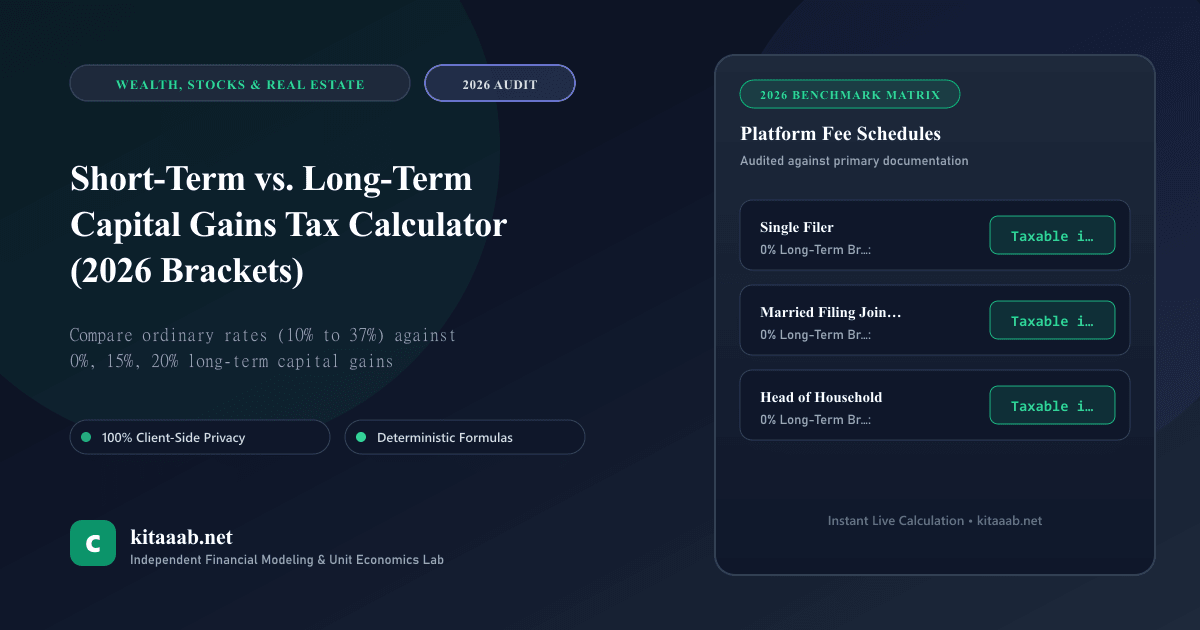 WEALTH, STOCKS & REAL ESTATE
2026 AUDIT
Short-Term vs. Long-Term
Capital Gains Tax Calculator
(2026 Brackets)
Compare ordinary rates (10% to 37%) against
0%, 15%, 20% long-term capital gains
100% Client-Side Privacy
Deterministic Formulas
C
kitaaab.net
Independent Financial Modeling & Unit Economics Lab
2026 BENCHMARK MATRIX
Platform Fee Schedules
Audited against primary documentation
Single Filer
0% Long-Term Br…:
Taxable i…
Married Filing Join…
0% Long-Term Br…:
Taxable i…
Head of Household
0% Long-Term Br…:
Taxable i…
Instant Live Calculation • kitaaab.net